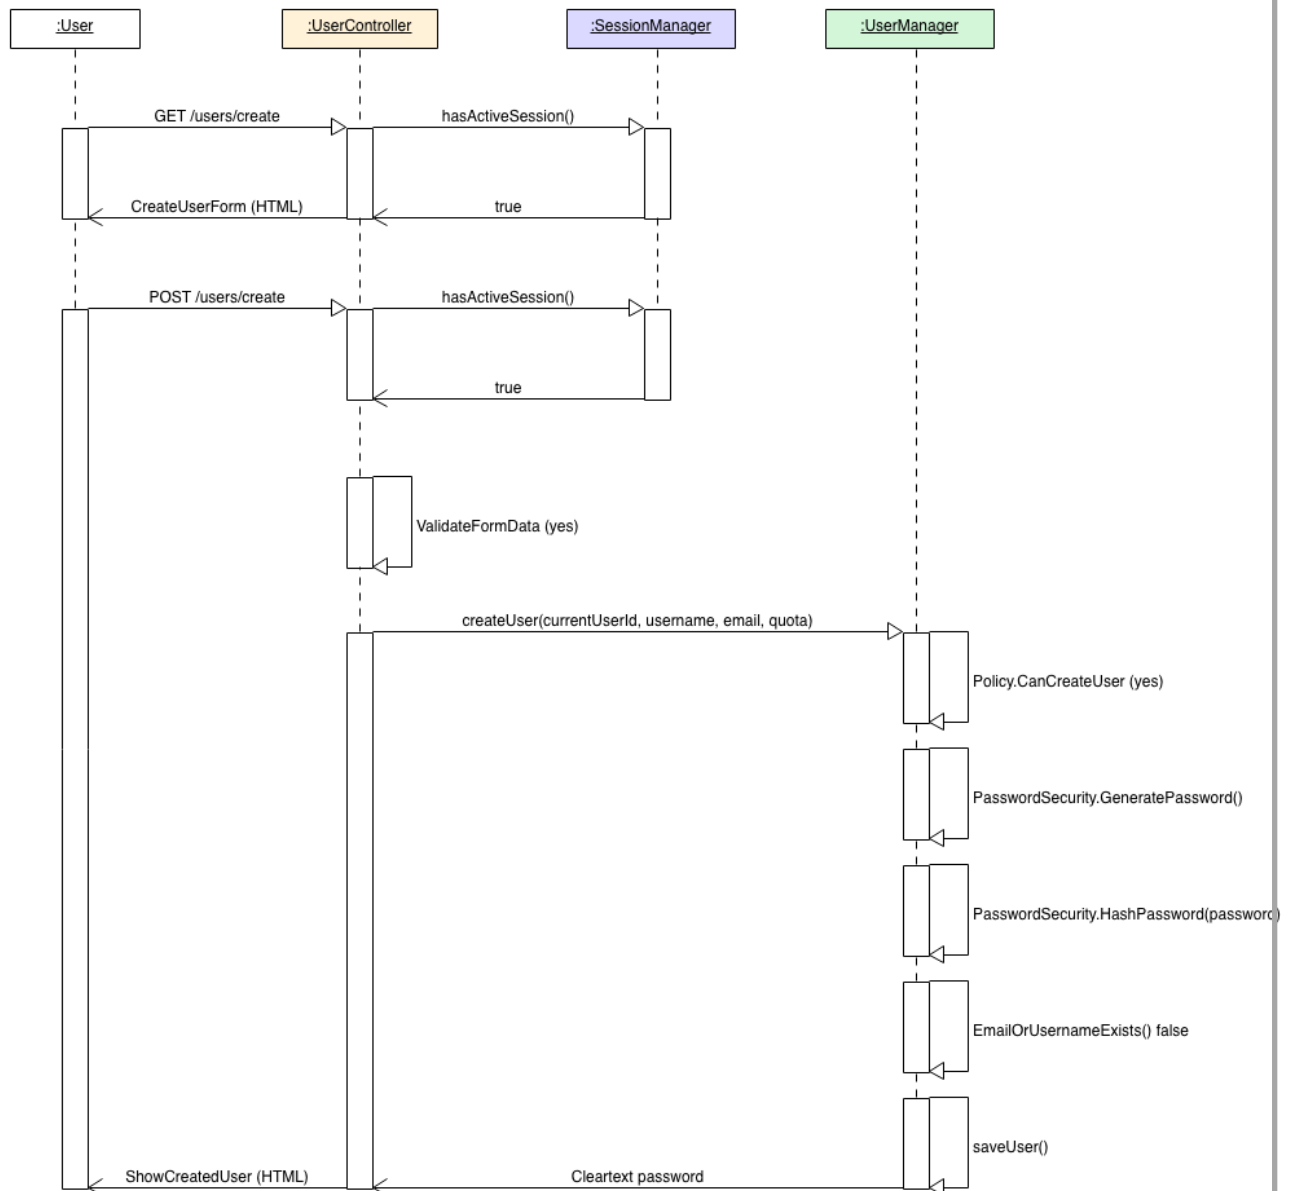 :User
:UserController
:SessionManager
:UserManager
GET /users/create
hasActiveSession()
CreateUserForm (HTML)
true
POST /users/create
hasActiveSession()
true
ValidateFormData (yes)
createUser(currentUserId, username, email, quota)
Policy.CanCreateUser (yes)
PasswordSecurity.GeneratePassword()
PasswordSecurity.HashPassword(password)
EmailOrUsernameExists() false
saveUser()
ShowCreatedUser (HTML)
Cleartext password